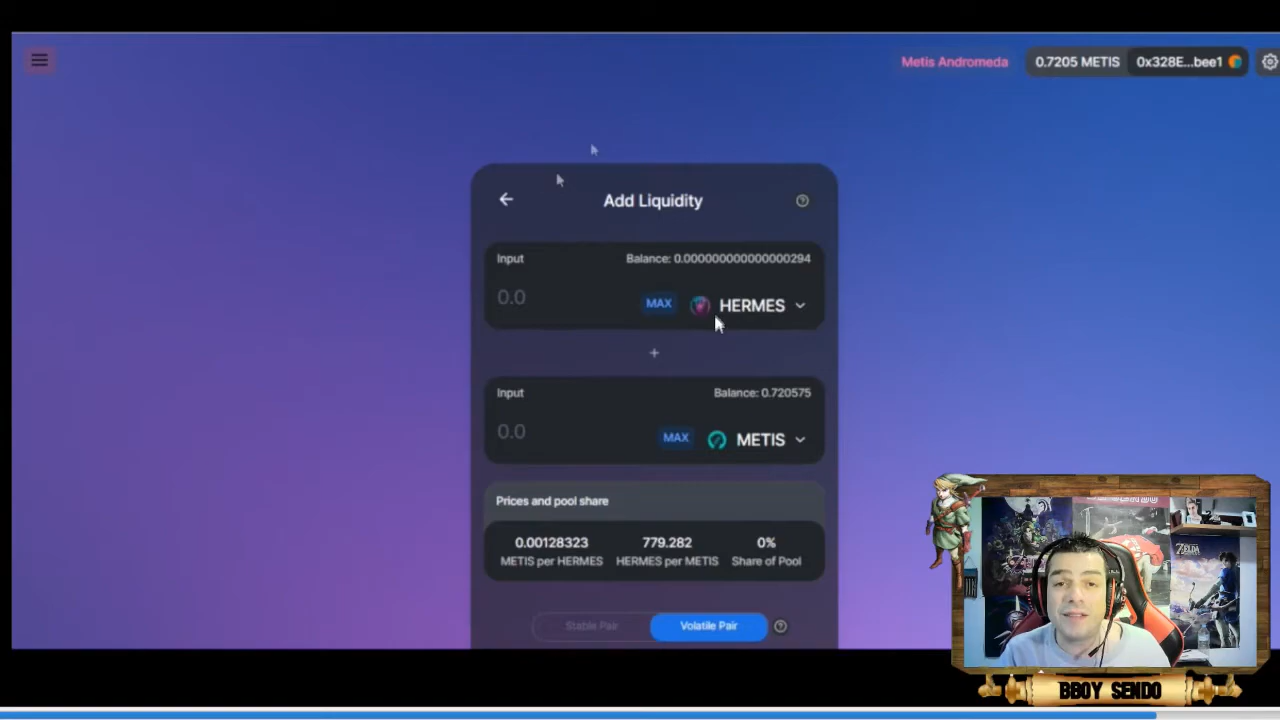 Metis Andromeda 0.7205 METIS 0x328E...bee1
Add Liquidity
Input Balance: 0.000000000000000294
0.0 MAX HERMES
+
Input Balance: 0.720575
0.0 MAX METIS
Prices and pool share
0.00128323 779.282 0%
METIS per HERMES HERMES per METIS Share of Pool
Stable Pair Volatile Pair
ZELDA
BBOY SENDO